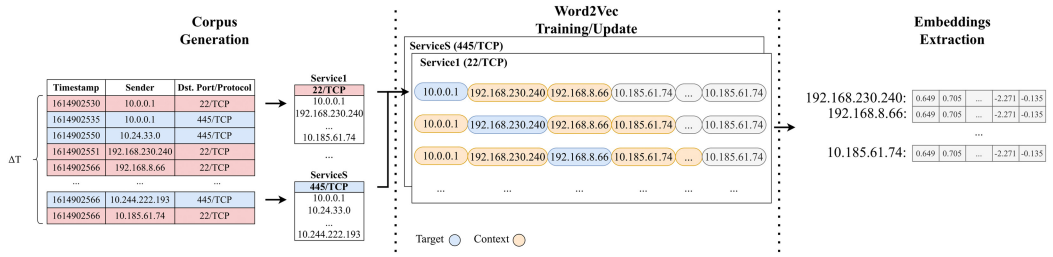 Corpus
Generation
Word2Vec
Training/Update
Embeddings
Extraction
ΔT
Timestamp Sender Dst. Port/Protocol
1614902530 10.0.0.1 22/TCP
1614902535 10.0.0.1 445/TCP
1614902550 10.24.33.0 445/TCP
1614902551 192.168.230.240 22/TCP
1614902566 192.168.8.66 22/TCP
... ... ...
1614902566 10.244.222.193 445/TCP
1614902566 10.185.61.74 22/TCP
Service1
22/TCP
10.0.0.1
192.168.230.240
...
10.185.61.74
...
ServiceS
445/TCP
10.0.0.1
10.24.33.0
...
10.244.222.193
ServiceS (445/TCP)
Service1 (22/TCP)
10.0.0.1 192.168.230.240 192.168.8.66 10.185.61.74 ... 10.185.61.74
10.0.0.1 192.168.230.240 192.168.8.66 10.185.61.74 ... 10.185.61.74
10.0.0.1 192.168.230.240 192.168.8.66 10.185.61.74 ... 10.185.61.74
... ... ... ... ... ...
Target Context
192.168.230.240: 0.649 0.705 ... -2.271 -0.135
192.168.8.66: 0.649 0.705 ... -2.271 -0.135
...
10.185.61.74: 0.649 0.705 ... -2.271 -0.135